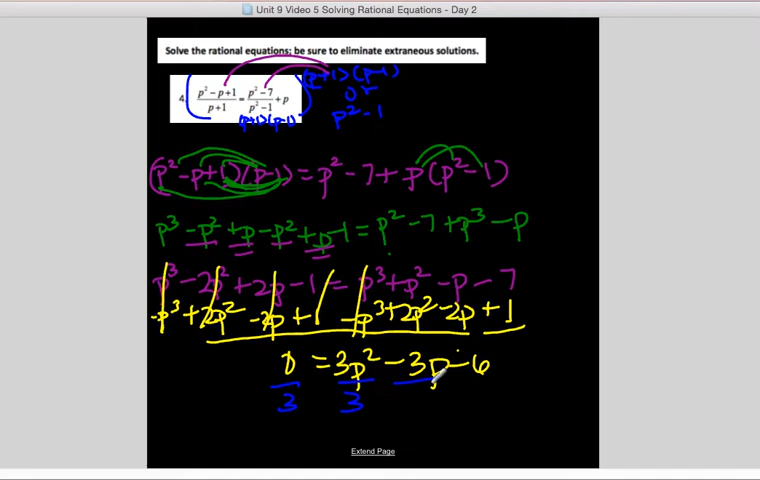 Unit 9 Video 5 Solving Rational Equations - Day 2
Solve the rational equations; be sure to eliminate extraneous solutions.
4. ( (p² − p + 1)/(p + 1) = (p² − 7)/(p² − 1) + p ) (p+1)(p−1)
(p+1)(p−1)
or
p² − 1
(p² − p + 1)(p − 1) = p² − 7 + p(p² − 1)
p³ − p² + p − p² + p − 1 = p² − 7 + p³ − p
p³ − 2p² + 2p − 1 = p³ + p² − p − 7
−p³ + 2p² − 2p + 1 −p³ + 2p² − 2p + 1
0 = 3p² − 3p − 6
3 3
Extend Page